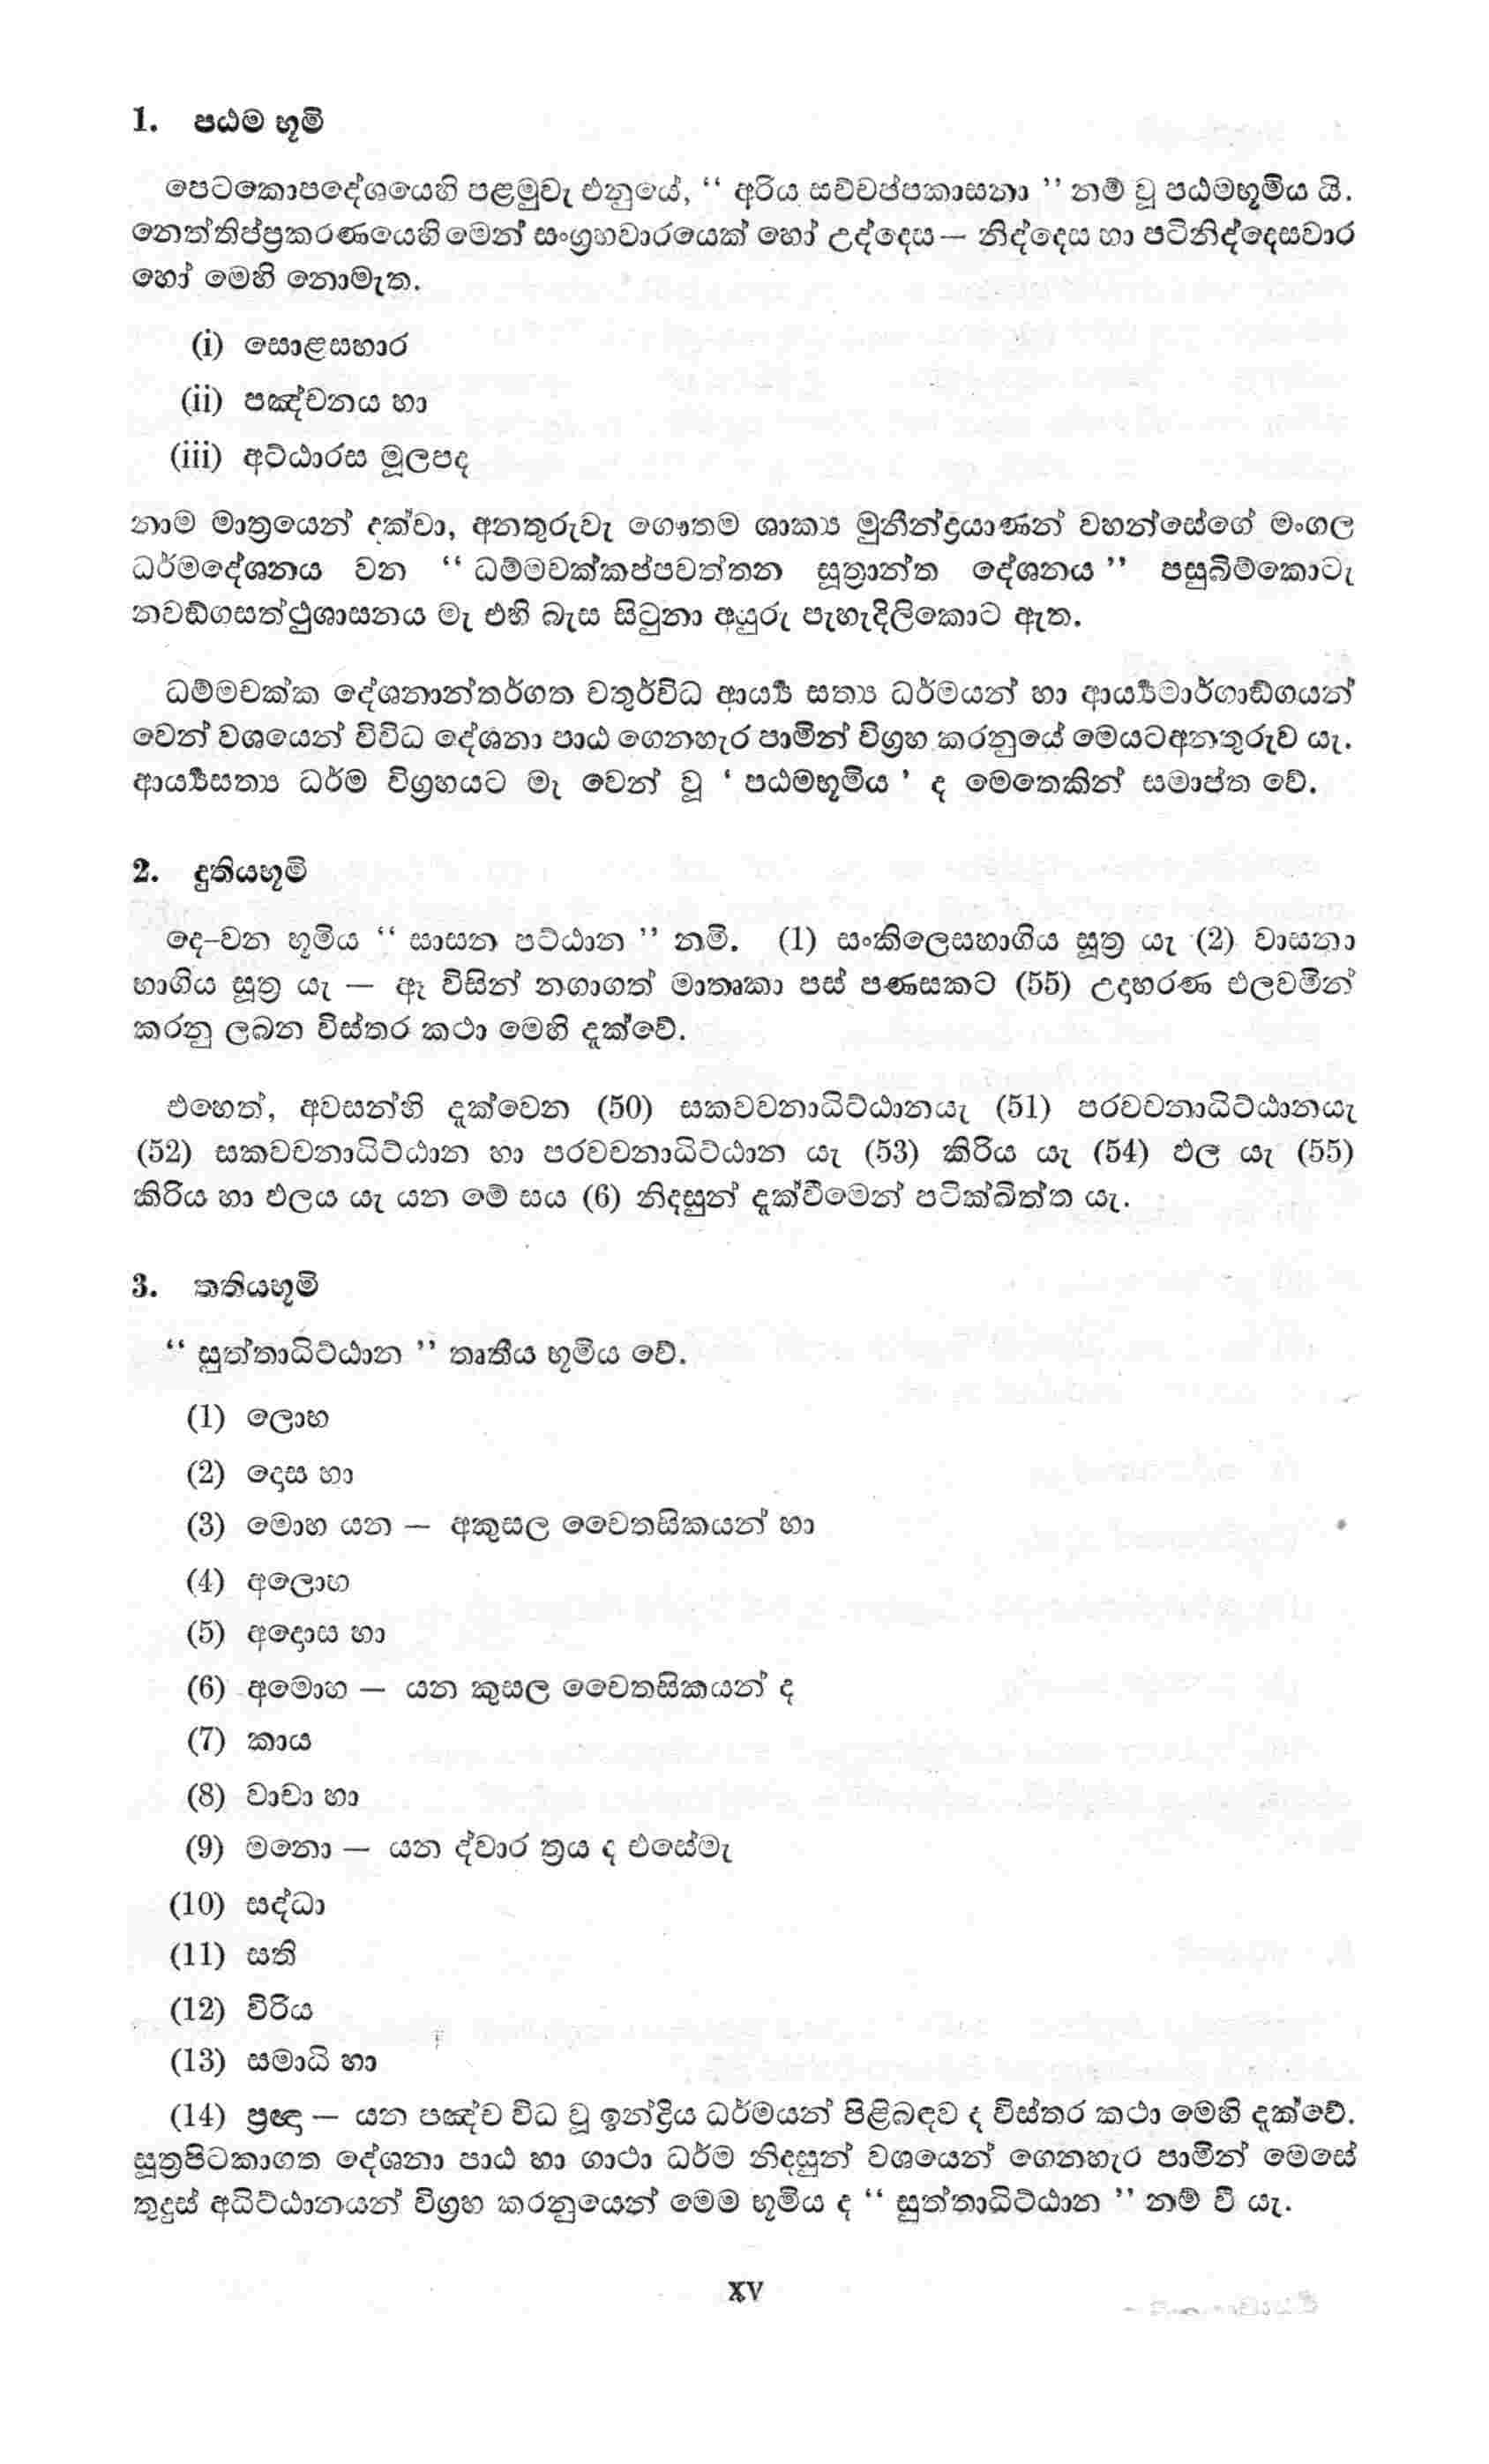 1. පඨම භූමි
පෙටකොපදේශයෙහි පළමුවැ එනුයේ, “ අරිය සච්චප්පකාසනා ” නම් වූ පඨමභූමිය යි.
නෙත්තිප්ප්‍රකරණයෙහි මෙන් සංග්‍රහවාරයෙක් හෝ උද්දෙස — නිද්දෙස හා පටිනිද්දෙසවාර
හෝ මෙහි නොමැත.
(i) සොළසහාර
(ii) පඤ්චනය හා
(iii) අට්ඨාරස මූලපද
නාම මාත්‍රයෙන් දක්වා, අනතුරුවැ ගෞතම ශාක්‍ය මුනීන්ද්‍රයාණන් වහන්සේගේ මංගල
ධර්මදේශනය වන “ ධම්මචක්කප්පවත්තන සූත්‍රාන්ත දේශනය ” පසුබිම්කොටැ
නවඞ්ගසත්ථුශාසනය මැ එහි බැස සිටුනා අයුරු පැහැදිලිකොට ඇත.
ධම්මචක්ක දේශනාන්තර්ගත චතුර්විධ ආර්‍ය්‍ය සත්‍ය ධර්මයන් හා ආර්‍ය්‍යමාර්ගාඞ්ගයන්
වෙන් වශයෙන් විවිධ දේශනා පාඨ ගෙනහැර පාමින් විග්‍රහ කරනුයේ මෙයටඅනතුරුව යැ.
ආර්‍ය්‍යසත්‍ය ධර්ම විග්‍රහයට මැ වෙන් වූ ‘ පඨමභූමිය ’ ද මෙතෙකින් සමාප්ත වේ.
2. දුතියභූමි
දෙ-වන භූමිය “ සාසන පට්ඨාන ” නමි. (1) සංකිලෙසභාගිය සූත්‍ර යැ (2) වාසනා
භාගිය සූත්‍ර යැ — ඈ විසින් නගාගත් මාතෘකා පස් පණසකට (55) උදාහරණ එලවමින්
කරනු ලබන විස්තර කථා මෙහි දැක්වේ.
එහෙත්, අවසන්හි දැක්වෙන (50) සකවචනාධිට්ඨානයැ (51) පරවචනාධිට්ඨානයැ
(52) සකවචනාධිට්ඨාන හා පරවචනාධිට්ඨාන යැ (53) කිරිය යැ (54) ඵල යැ (55)
කිරිය හා ඵලය යැ යන මේ සය (6) නිදසුන් දැක්වීමෙන් පටික්ඛිත්ත යැ.
3. තතියභූමි
“ සුත්තාධිට්ඨාන ” තෘතීය භූමිය වේ.
(1) ලොභ
(2) දොස හා
(3) මොහ යන — අකුසල චෛතසිකයන් හා
(4) අලොභ
(5) අදොස හා
(6) අමොහ — යන කුසල චෛතසිකයන් ද
(7) කාය
(8) වාචා හා
(9) මනො — යන ද්වාර ත්‍රය ද එසේමැ
(10) සද්ධා
(11) සති
(12) විරිය
(13) සමාධි හා
(14) ප්‍රඥා — යන පඤ්ච විධ වූ ඉන්ද්‍රිය ධර්මයන් පිළිබඳව ද විස්තර කථා මෙහි දැක්වේ.
සූත්‍රපිටකාගත දේශනා පාඨ හා ගාථා ධර්ම නිදසුන් වශයෙන් ගෙනහැර පාමින් මෙසේ
තුදුස් අධිට්ඨානයන් විග්‍රහ කරනුයෙන් මෙම භූමිය ද “ සුත්තාධිට්ඨාන ” නම් වී යැ.
XV